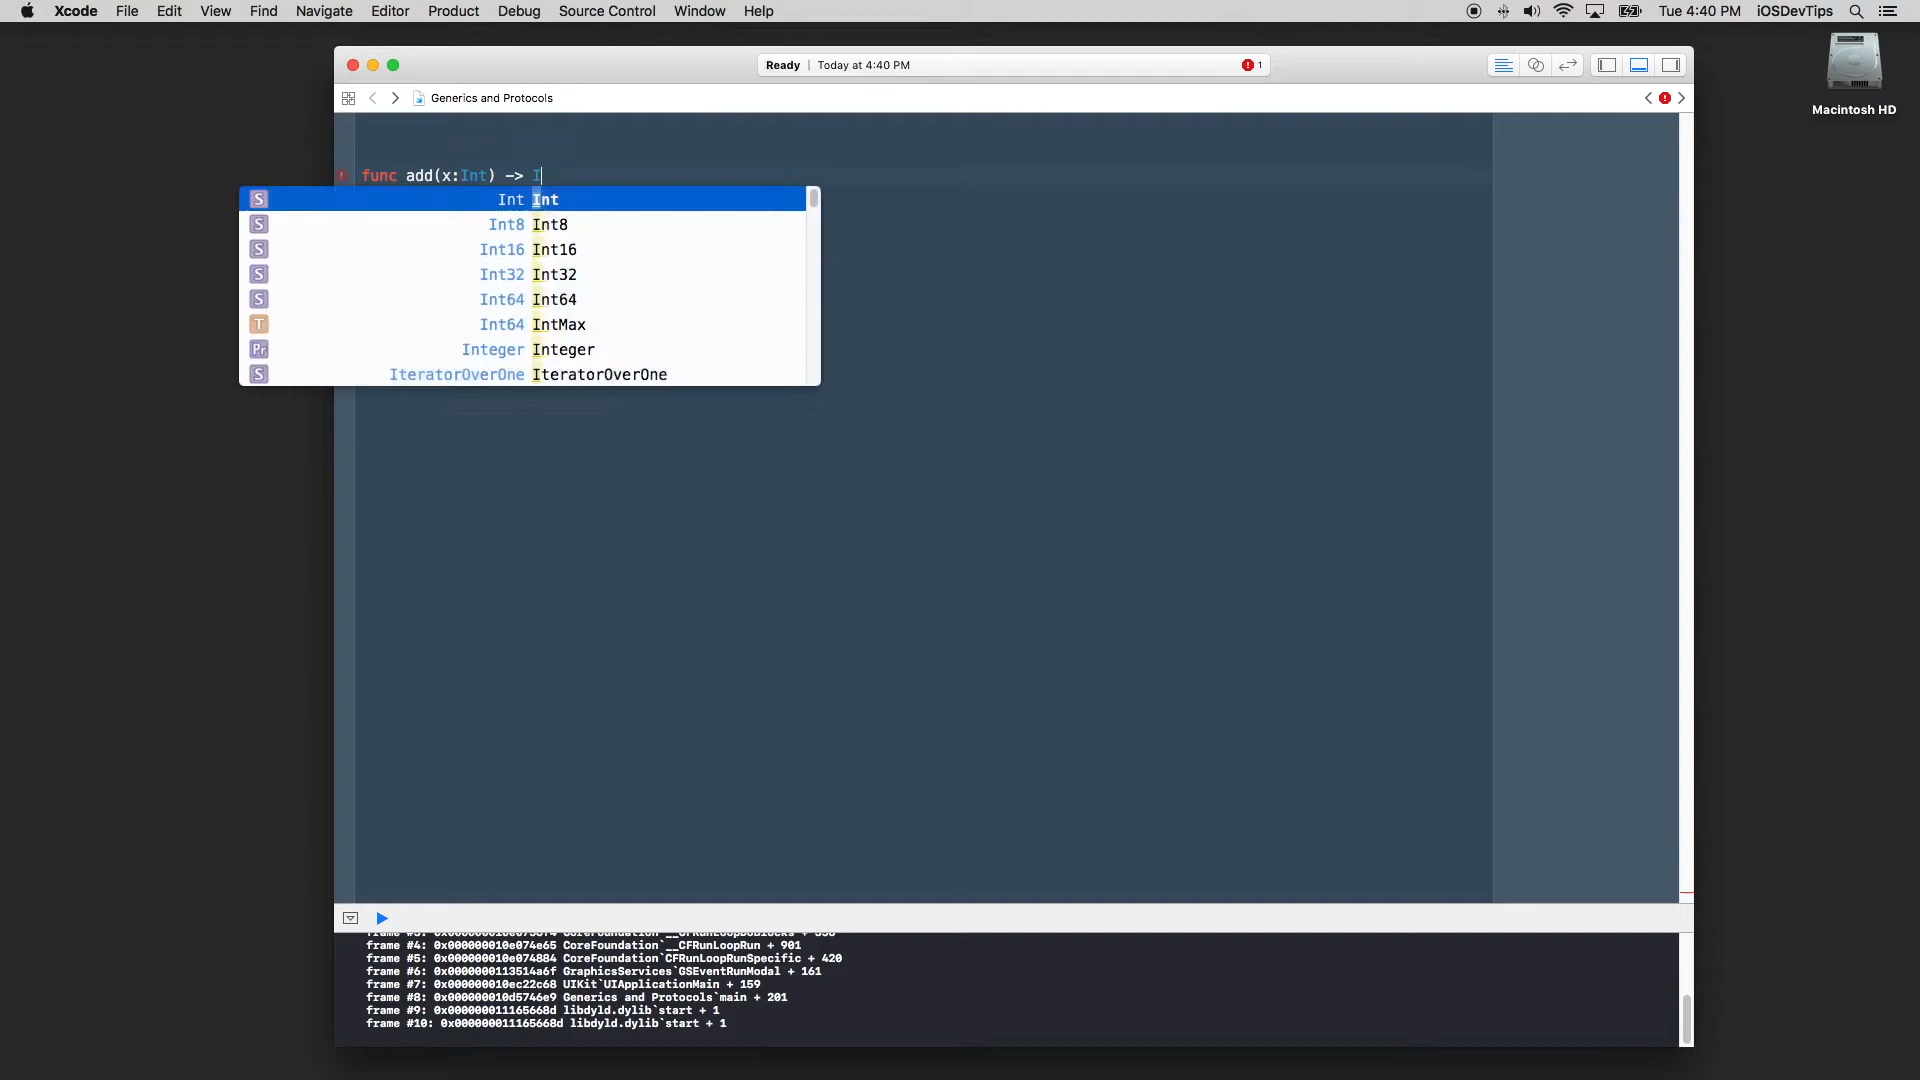 Xcode File Edit View Find Navigate Editor Product Debug Source Control Window Help Tue 4:40 PM iOSDevTips
Ready | Today at 4:40 PM 1
Generics and Protocols
Macintosh HD
func add(x:Int) -> I
S Int Int
S Int8 Int8
S Int16 Int16
S Int32 Int32
S Int64 Int64
T Int64 IntMax
Pr Integer Integer
S IteratorOverOne IteratorOverOne
frame #4: 0x000000010e074e65 CoreFoundation`__CFRunLoopRun + 901
frame #5: 0x000000010e074884 CoreFoundation`CFRunLoopRunSpecific + 420
frame #6: 0x0000000113514a6f GraphicsServices`GSEventRunModal + 161
frame #7: 0x000000010ec22c68 UIKit`UIApplicationMain + 159
frame #8: 0x000000010d5746e9 Generics and Protocols`main + 201
frame #9: 0x000000011165668d libdyld.dylib`start + 1
frame #10: 0x000000011165668d libdyld.dylib`start + 1